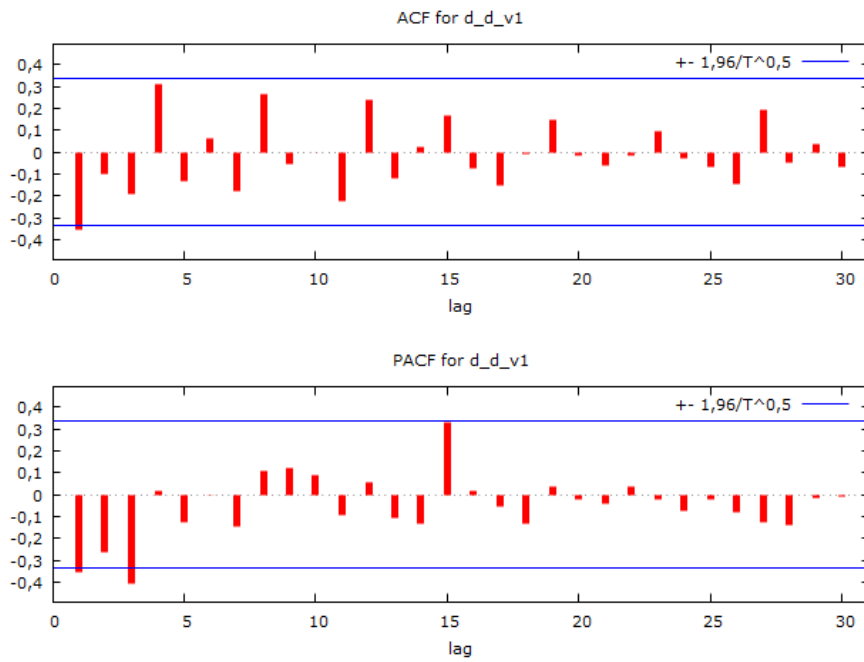 ACF for d_d_v1
+- 1,96/T^0,5
0,4
0,3
0,2
0,1
0
-0,1
-0,2
-0,3
-0,4
0 5 10 15 20 25 30
lag
PACF for d_d_v1
+- 1,96/T^0,5
0,4
0,3
0,2
0,1
0
-0,1
-0,2
-0,3
-0,4
0 5 10 15 20 25 30
lag